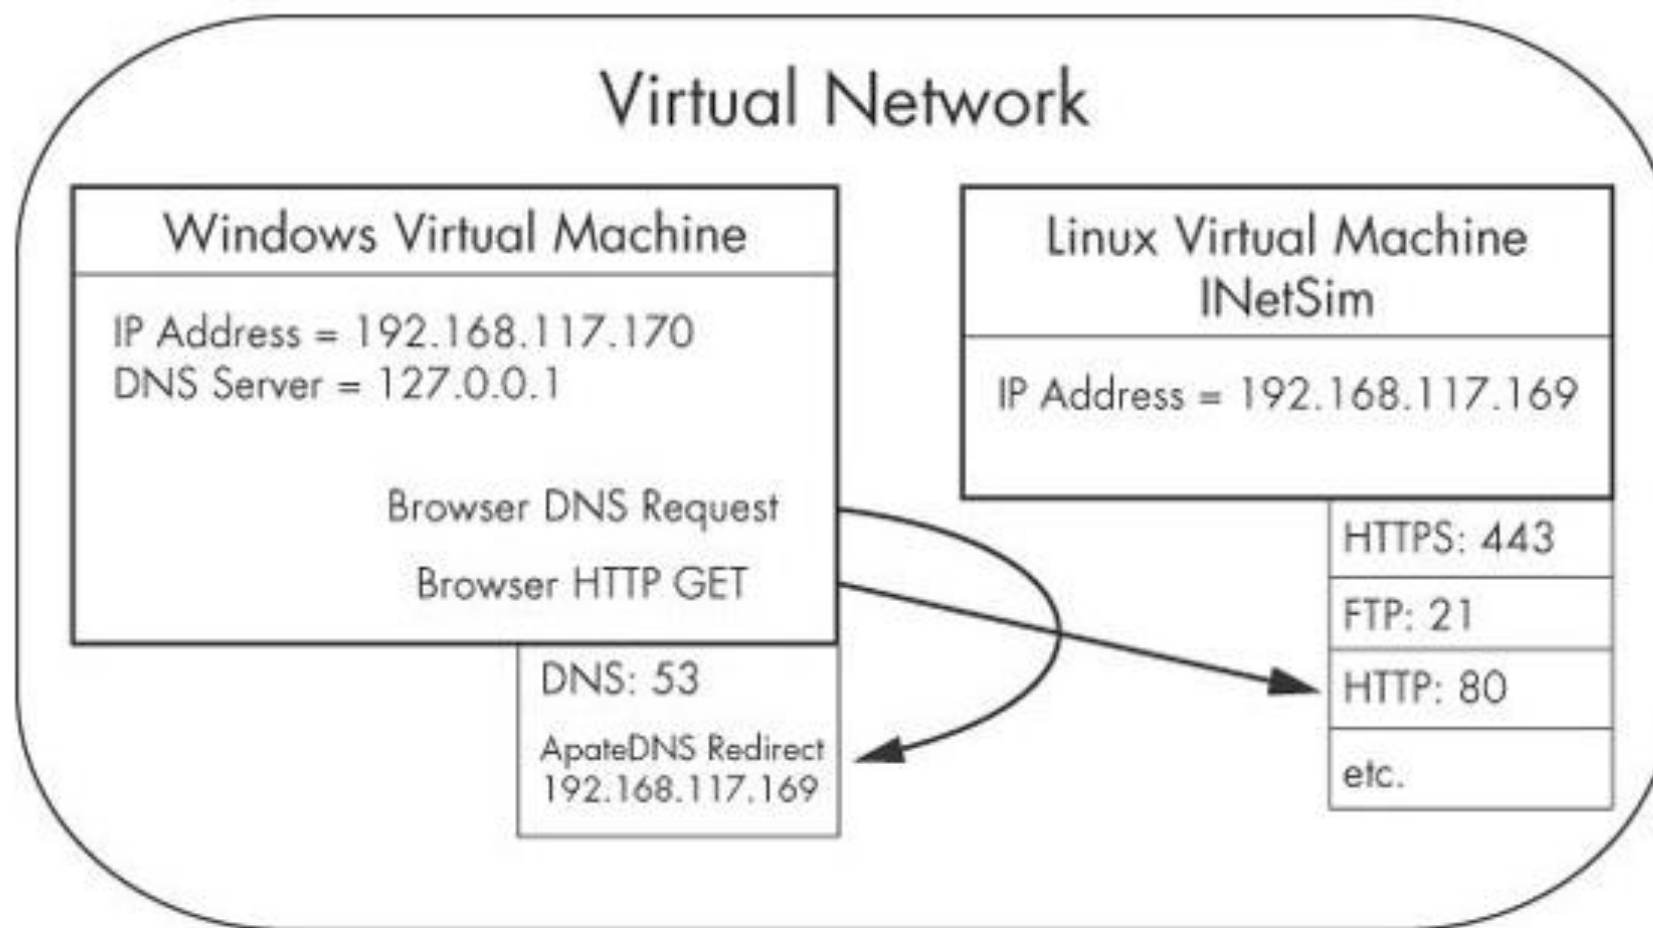 Virtual Network
Windows Virtual Machine
IP Address = 192.168.117.170
DNS Server = 127.0.0.1
Browser DNS Request
Browser HTTP GET
DNS: 53
ApateDNS Redirect
192.168.117.169
Linux Virtual Machine
INetSim
IP Address = 192.168.117.169
HTTPS: 443
FTP: 21
HTTP: 80
etc.